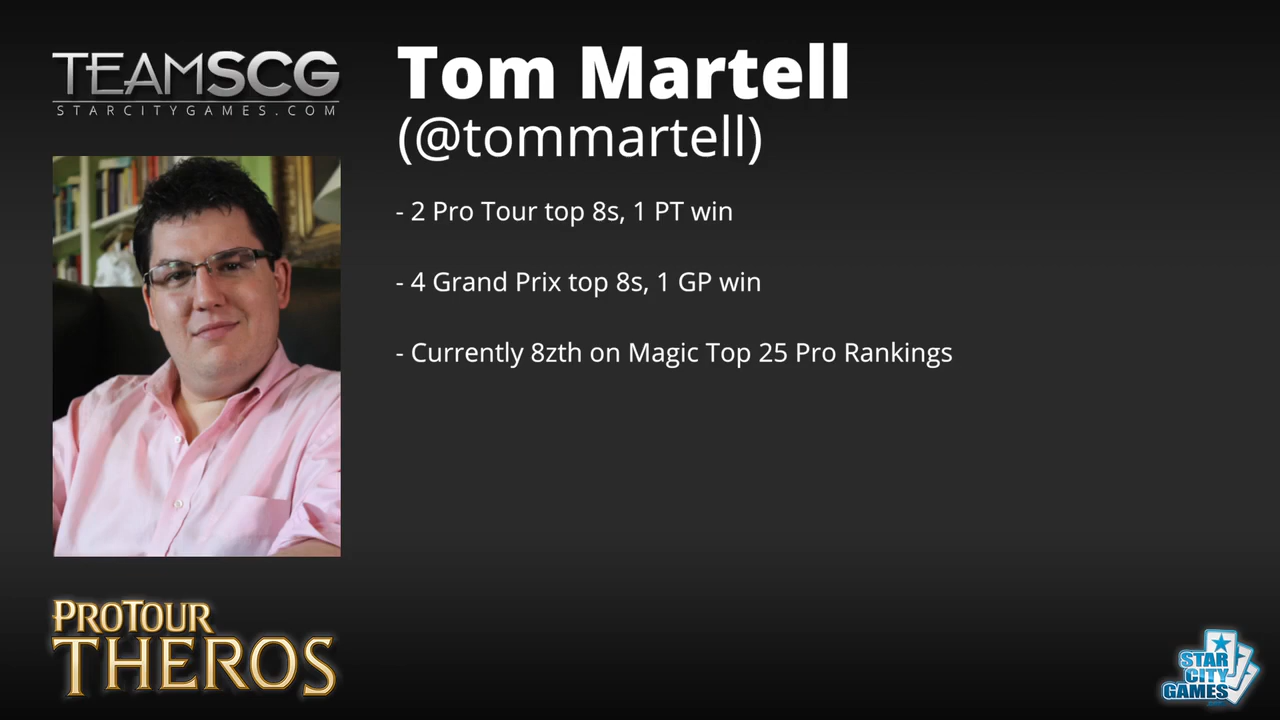 TEAMSCG
STARCITYGAMES.COM
Tom Martell
(@tommartell)
- 2 Pro Tour top 8s, 1 PT win
- 4 Grand Prix top 8s, 1 GP win
- Currently 8zth on Magic Top 25 Pro Rankings
PROTOUR
THEROS
STAR
CITY
GAMES